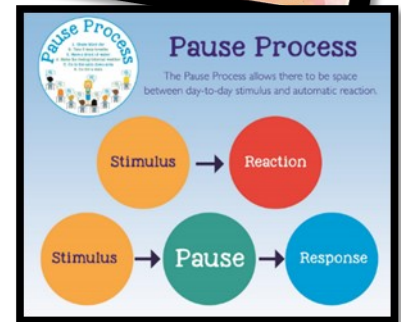 Pause Process
Pause Process
The Pause Process allows there to be space
between day-to-day stimulus and automatic reaction.
Stimulus
Reaction
Stimulus
Pause
Response